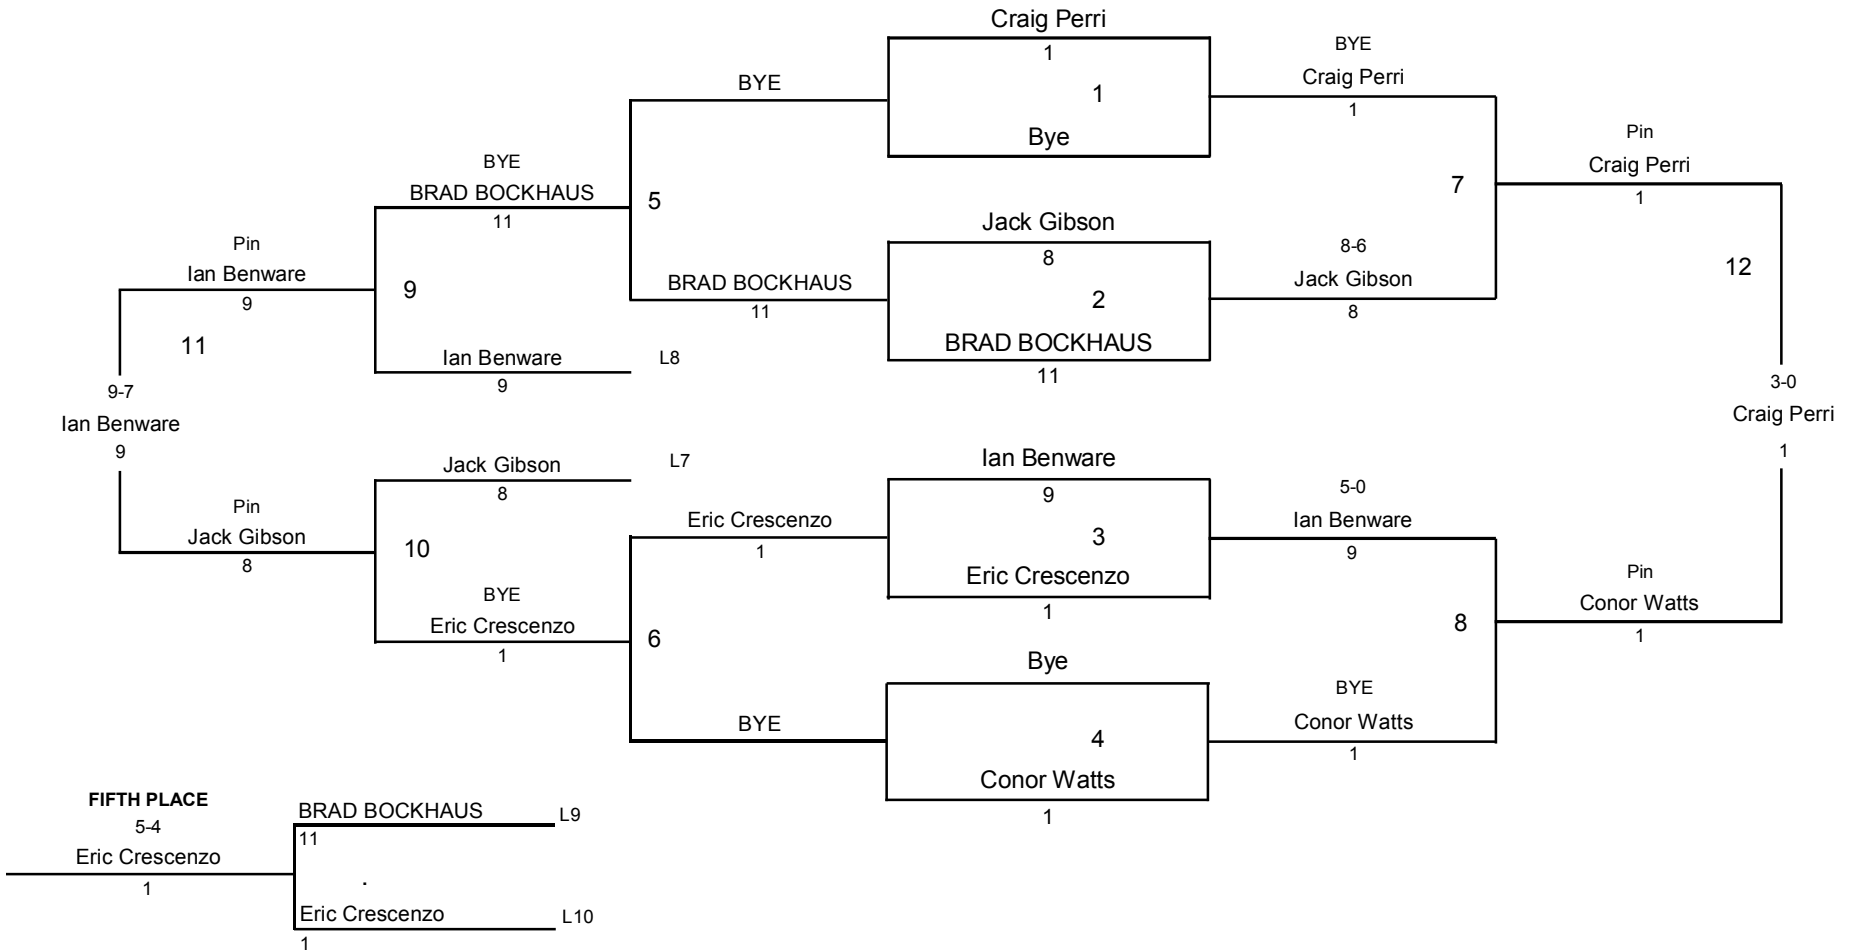 Craig Perri
1
1
Bye
BYE
Craig Perri
1
BYE
Pin
Craig Perri
1
BYE
BRAD BOCKHAUS
11
5
7
Jack Gibson
8
2
BRAD BOCKHAUS
11
8-6
Jack Gibson
8
12
Pin
Ian Benware
9
9
BRAD BOCKHAUS
11
11
Ian Benware
9
L8
9-7
Ian Benware
9
3-0
Craig Perri
1
Jack Gibson
8
L7
Ian Benware
9
3
Eric Crescenzo
1
5-0
Ian Benware
9
Pin
Jack Gibson
8
10
Eric Crescenzo
1
BYE
Eric Crescenzo
1
6
8
Pin
Conor Watts
1
Bye
4
Conor Watts
1
BYE
BYE
Conor Watts
1
FIFTH PLACE
5-4
Eric Crescenzo
1
BRAD BOCKHAUS
L9
11
.
Eric Crescenzo
L10
1